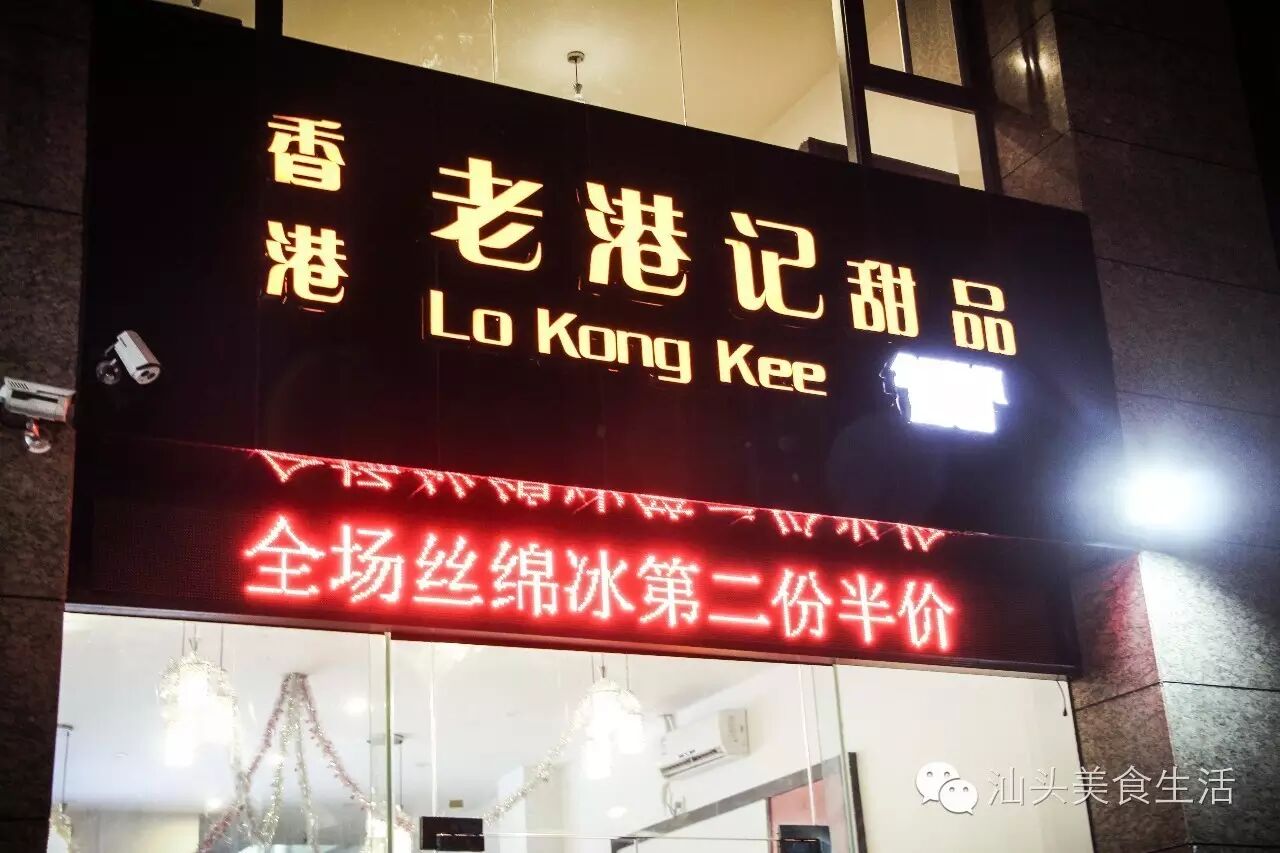 香港
老港记甜品
Lo Kong Kee
全场丝绵冰第二份半价
汕头美食生活